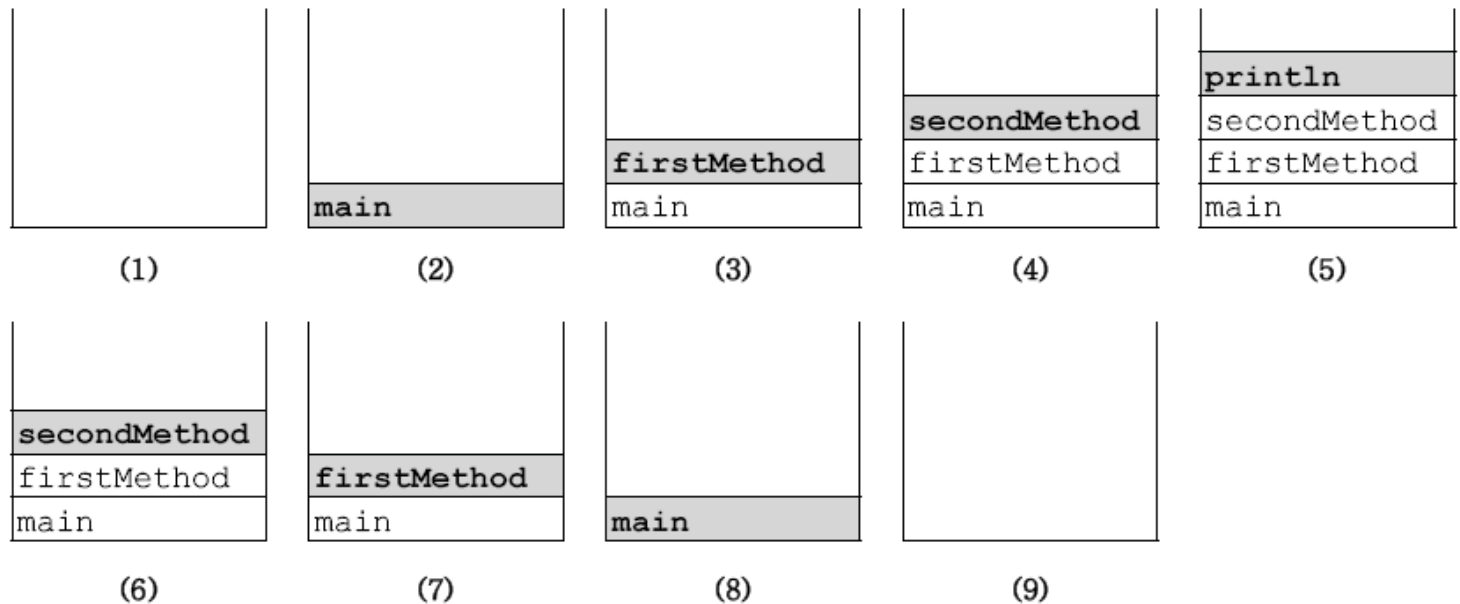 println
secondMethod secondMethod
firstMethod firstMethod firstMethod
main main main main
(1) (2) (3) (4) (5)
secondMethod
firstMethod firstMethod
main main main
(6) (7) (8) (9)